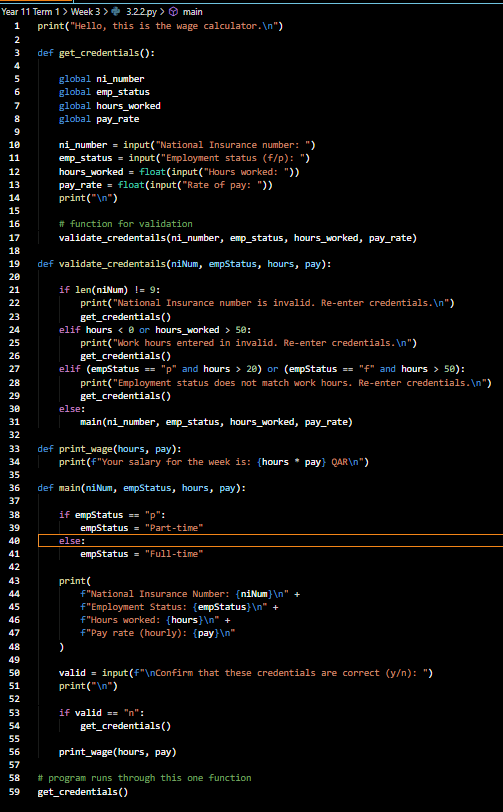 Year 11 Term 1 > Week 3 > 3.2.2.py > main
1 print("Hello, this is the wage calculator.\n")
2
3 def get_credentials():
4
5     global ni_number
6     global emp_status
7     global hours_worked
8     global pay_rate
9
10     ni_number = input("National Insurance number: ")
11     emp_status = input("Employment status (f/p): ")
12     hours_worked = float(input("Hours worked: "))
13     pay_rate = float(input("Rate of pay: "))
14     print("\n")
15
16     # function for validation
17     validate_credentails(ni_number, emp_status, hours_worked, pay_rate)
18
19 def validate_credentails(niNum, empStatus, hours, pay):
20
21     if len(niNum) != 9:
22         print("National Insurance number is invalid. Re-enter credentials.\n")
23         get_credentials()
24     elif hours < 0 or hours_worked > 50:
25         print("Work hours entered in invalid. Re-enter credentials.\n")
26         get_credentials()
27     elif (empStatus == "p" and hours > 20) or (empStatus == "f" and hours > 50):
28         print("Employment status does not match work hours. Re-enter credentials.\n")
29         get_credentials()
30     else:
31         main(ni_number, emp_status, hours_worked, pay_rate)
32
33 def print_wage(hours, pay):
34     print(f"Your salary for the week is: {hours * pay} QAR\n")
35
36 def main(niNum, empStatus, hours, pay):
37
38     if empStatus == "p":
39         empStatus = "Part-time"
40     else:
41         empStatus = "Full-time"
42
43     print(
44         f"National Insurance Number: {niNum}\n" +
45         f"Employment Status: {empStatus}\n" +
46         f"Hours worked: {hours}\n" +
47         f"Pay rate (hourly): {pay}\n"
48     )
49
50     valid = input(f"\nConfirm that these credentials are correct (y/n): ")
51     print("\n")
52
53     if valid == "n":
54         get_credentials()
55
56     print_wage(hours, pay)
57
58 # program runs through this one function
59 get_credentials()